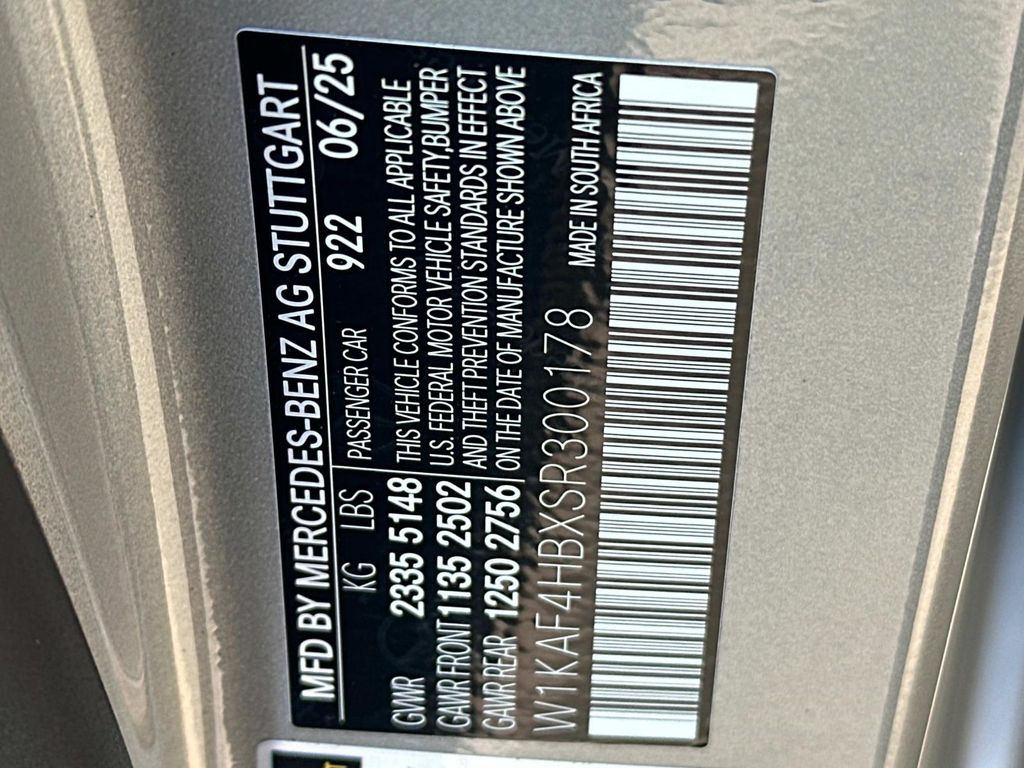 MFD BY MERCEDES-BENZ AG STUTTGART
KG LBS PASSENGER CAR 922 06/25
GVWR 2335 5148
GAWR FRONT 1135 2502
GAWR REAR 1250 2756
THIS VEHICLE CONFORMS TO ALL APPLICABLE
U.S. FEDERAL MOTOR VEHICLE SAFETY,BUMPER
AND THEFT PREVENTION STANDARDS IN EFFECT
ON THE DATE OF MANUFACTURE SHOWN ABOVE
W1KAF4HBXSR300178
MADE IN SOUTH AFRICA